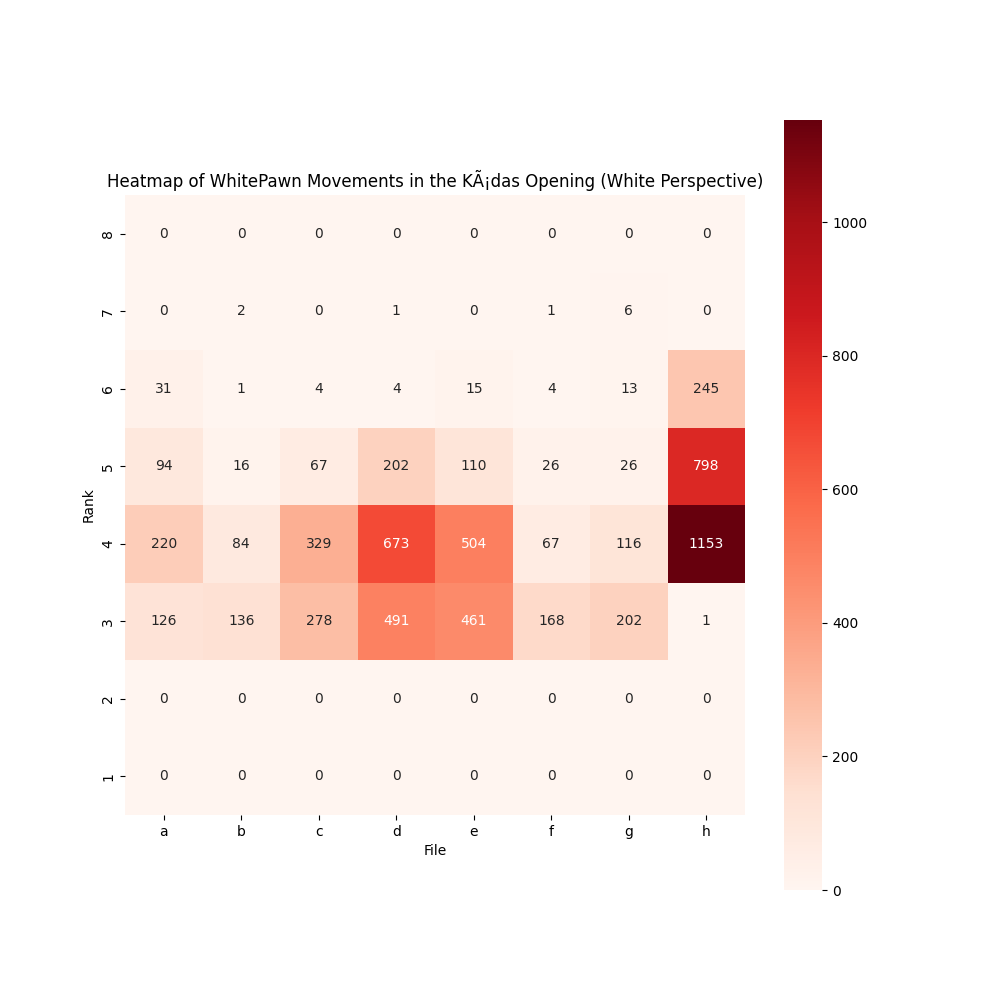 Heatmap of WhitePawn Movements in the KÃ¡das Opening (White Perspective)
8 0 0 0 0 0 0 0 0
7 0 2 0 1 0 1 6 0
6 31 1 4 4 15 4 13 245
5 94 16 67 202 110 26 26 798
Rank
4 220 84 329 673 504 67 116 1153
3 126 136 278 491 461 168 202 1
2 0 0 0 0 0 0 0 0
1 0 0 0 0 0 0 0 0
a b c d e f g h
File
1000
800
600
400
200
0